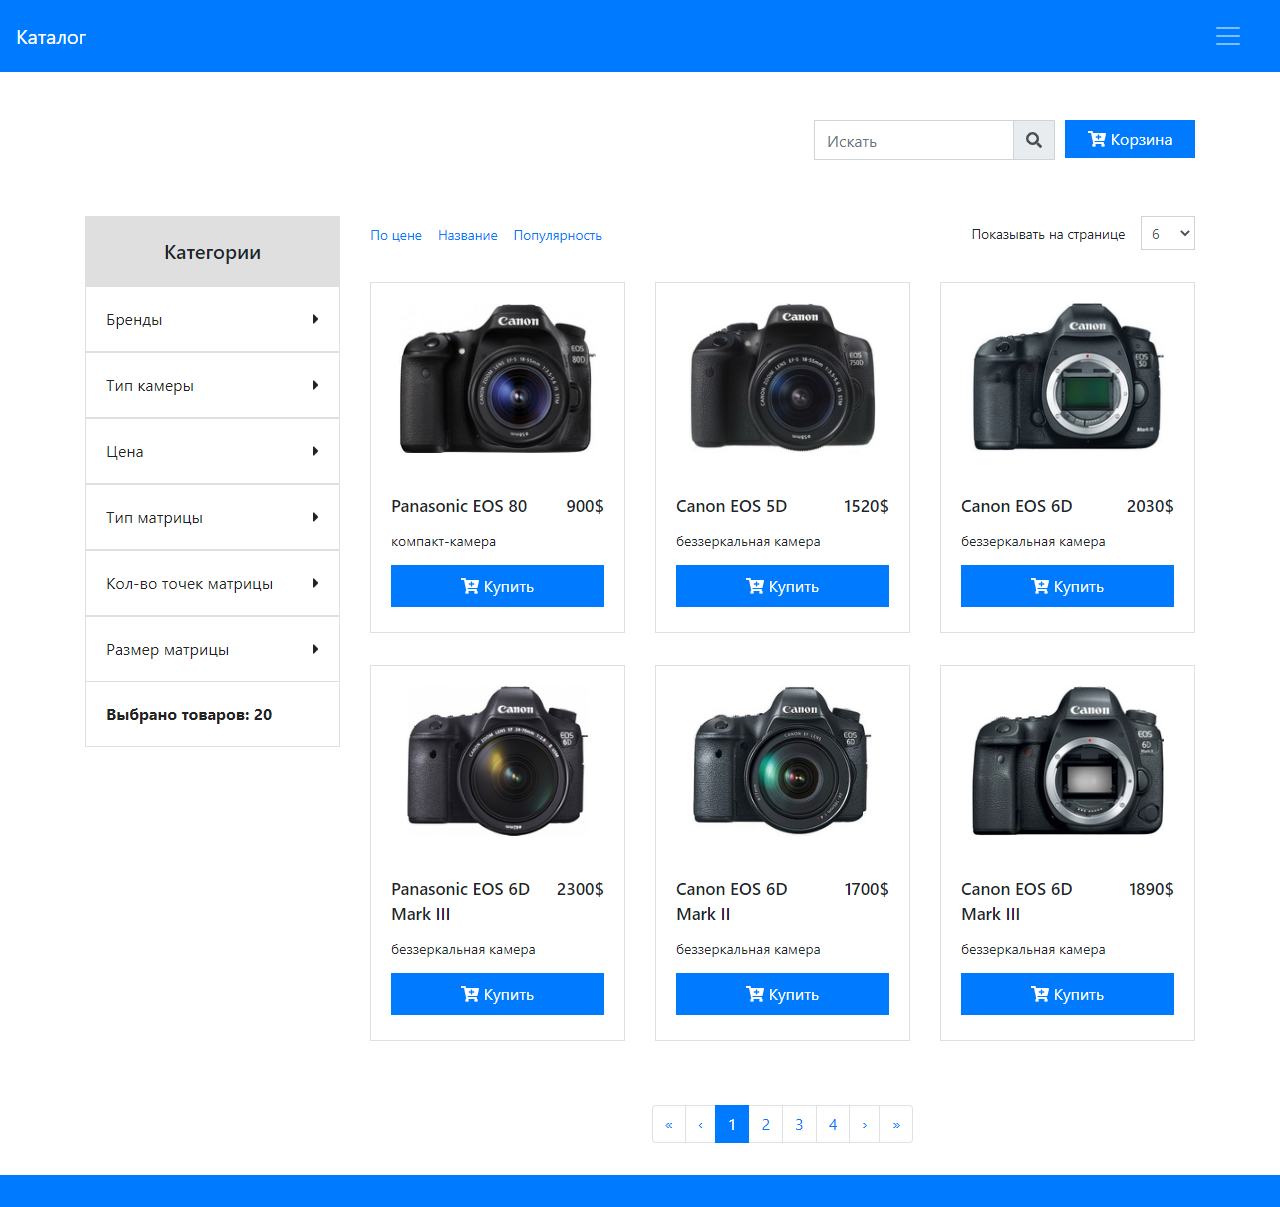 Каталог
Искать
Корзина
Категории
Бренды
Тип камеры
Цена
Тип матрицы
Кол-во точек матрицы
Размер матрицы
Выбрано товаров: 20
По цене Название Популярность
Показывать на странице 6
Canon
EOS
80D
Canon
EOS
750D
Canon
EOS
5D
Mark III
Panasonic EOS 80 900$
компакт-камера
Купить
Canon EOS 5D 1520$
беззеркальная камера
Купить
Canon EOS 6D 2030$
беззеркальная камера
Купить
Canon
EOS
6D
Canon
EOS
6D
Canon
EOS
6D
Panasonic EOS 6D 2300$
Mark III
беззеркальная камера
Купить
Canon EOS 6D 1700$
Mark II
беззеркальная камера
Купить
Canon EOS 6D 1890$
Mark III
беззеркальная камера
Купить
« ‹ 1 2 3 4 › »